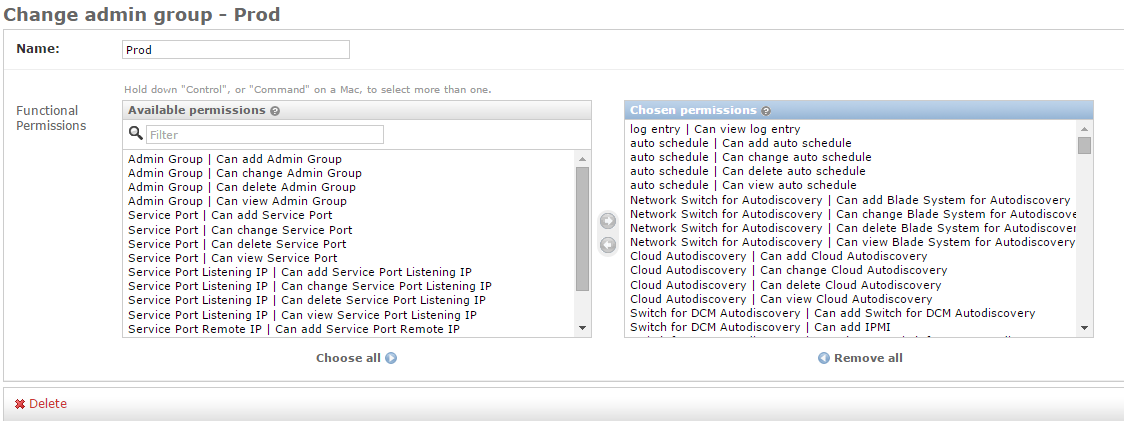 Change admin group - Prod
Name:
Prod
Hold down "Control", or "Command" on a Mac, to select more than one.
Functional
Permissions
Available permissions ?
Filter
Admin Group | Can add Admin Group
Admin Group | Can change Admin Group
Admin Group | Can delete Admin Group
Admin Group | Can view Admin Group
Service Port | Can add Service Port
Service Port | Can change Service Port
Service Port | Can delete Service Port
Service Port | Can view Service Port
Service Port Listening IP | Can add Service Port Listening IP
Service Port Listening IP | Can change Service Port Listening IP
Service Port Listening IP | Can delete Service Port Listening IP
Service Port Listening IP | Can view Service Port Listening IP
Service Port Remote IP | Can add Service Port Remote IP
Choose all
Chosen permissions ?
log entry | Can view log entry
auto schedule | Can add auto schedule
auto schedule | Can change auto schedule
auto schedule | Can delete auto schedule
auto schedule | Can view auto schedule
Network Switch for Autodiscovery | Can add Blade System for Autodiscovery
Network Switch for Autodiscovery | Can change Blade System for Autodiscove
Network Switch for Autodiscovery | Can delete Blade System for Autodiscover
Network Switch for Autodiscovery | Can view Blade System for Autodiscovery
Cloud Autodiscovery | Can add Cloud Autodiscovery
Cloud Autodiscovery | Can change Cloud Autodiscovery
Cloud Autodiscovery | Can delete Cloud Autodiscovery
Cloud Autodiscovery | Can view Cloud Autodiscovery
Switch for DCM Autodiscovery | Can add Switch for DCM Autodiscovery
Switch for DCM Autodiscovery | Can add IPMI
Remove all
Delete